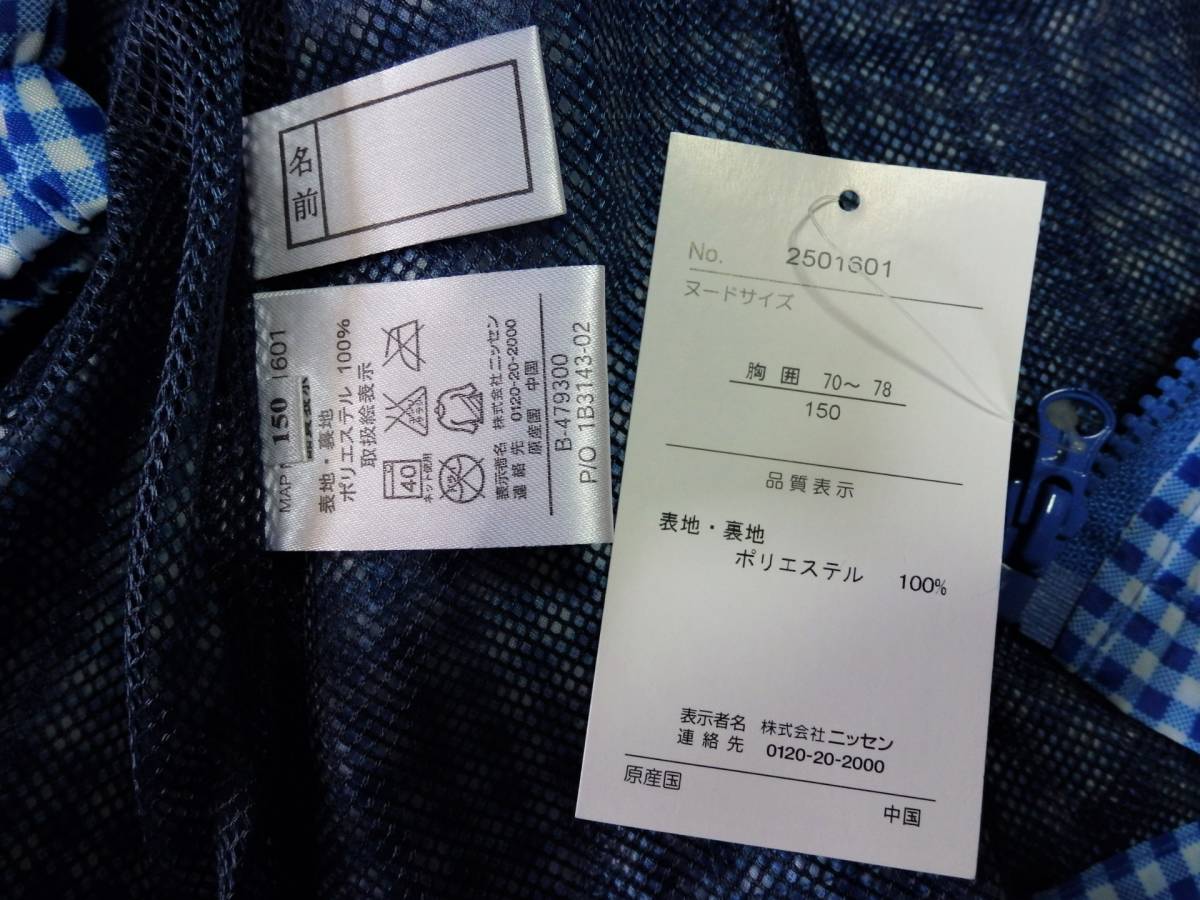 名前
MAP 1601
150
表地・裏地
ポリエステル 100%
取扱絵表示
40
ネット使用
表示者名 株式会社ニッセン
連絡先 0120-20-2000
原産国 中国
B-479300
P/O 1B3143-02
No. 2501601
ヌードサイズ
胸囲 70～78
150
品質表示
表地・裏地
ポリエステル 100%
表示者名 株式会社ニッセン
連絡先 0120-20-2000
原産国
中国